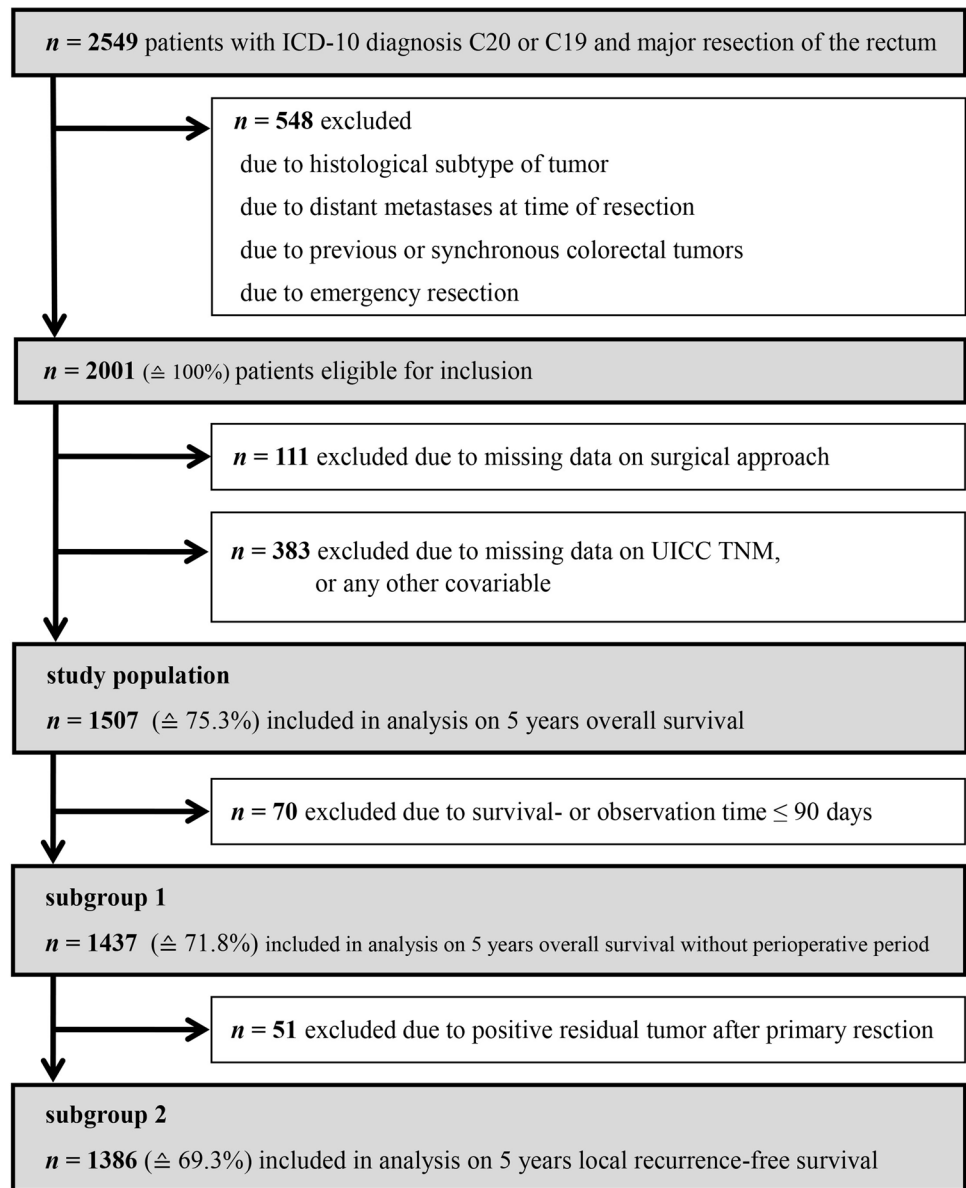 n = 2549 patients with ICD-10 diagnosis C20 or C19 and major resection of the rectum
n = 548 excluded
due to histological subtype of tumor
due to distant metastases at time of resection
due to previous or synchronous colorectal tumors
due to emergency resection
n = 2001 (≙ 100%) patients eligible for inclusion
n = 111 excluded due to missing data on surgical approach
n = 383 excluded due to missing data on UICC TNM,
or any other covariable
study population
n = 1507 (≙ 75.3%) included in analysis on 5 years overall survival
n = 70 excluded due to survival- or observation time ≤ 90 days
subgroup 1
n = 1437 (≙ 71.8%) included in analysis on 5 years overall survival without perioperative period
n = 51 excluded due to positive residual tumor after primary resction
subgroup 2
n = 1386 (≙ 69.3%) included in analysis on 5 years local recurrence-free survival